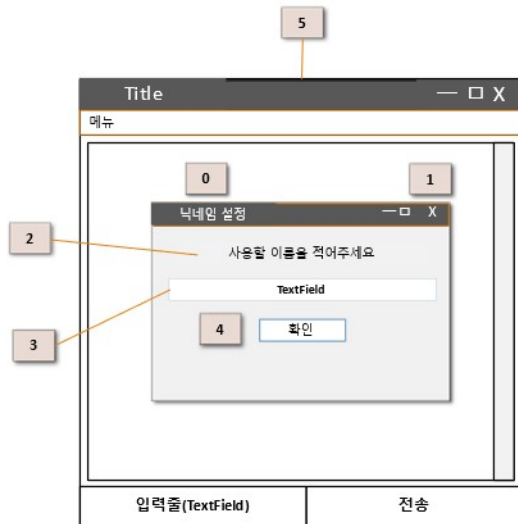 5
Title
X
메뉴
0
1
닉네임 설정
X
2
사용할 이름을 적어주세요
TextField
3
4
확인
입력줄(TextField)
전송